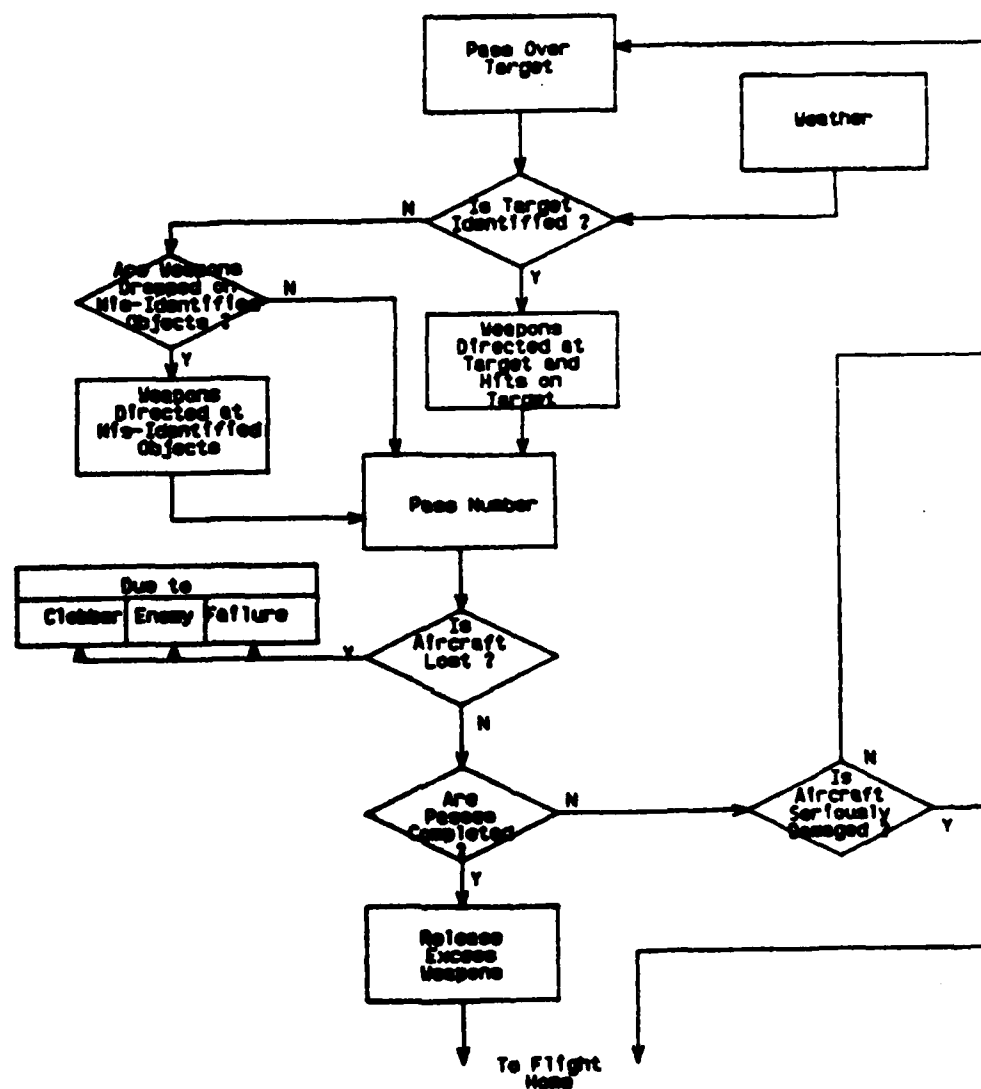 Pass Over
Target
Weather
Is Target
Identified ?
N
Y
Are Weapons
Dropped on
Mis-Identified
Objects ?
N
Y
Weapons
Directed at
Target and
Hits on
Target
Weapons
Directed at
Mis-Identified
Objects
Pass Number
Due to
Clobber Enemy Failure
Is
Aircraft
Lost ?
Y
N
Are
Passes
Completed
?
N
Y
Is
Aircraft
Seriously
Damaged ?
N
Y
Release
Excess
Weapons
To Flight
Home